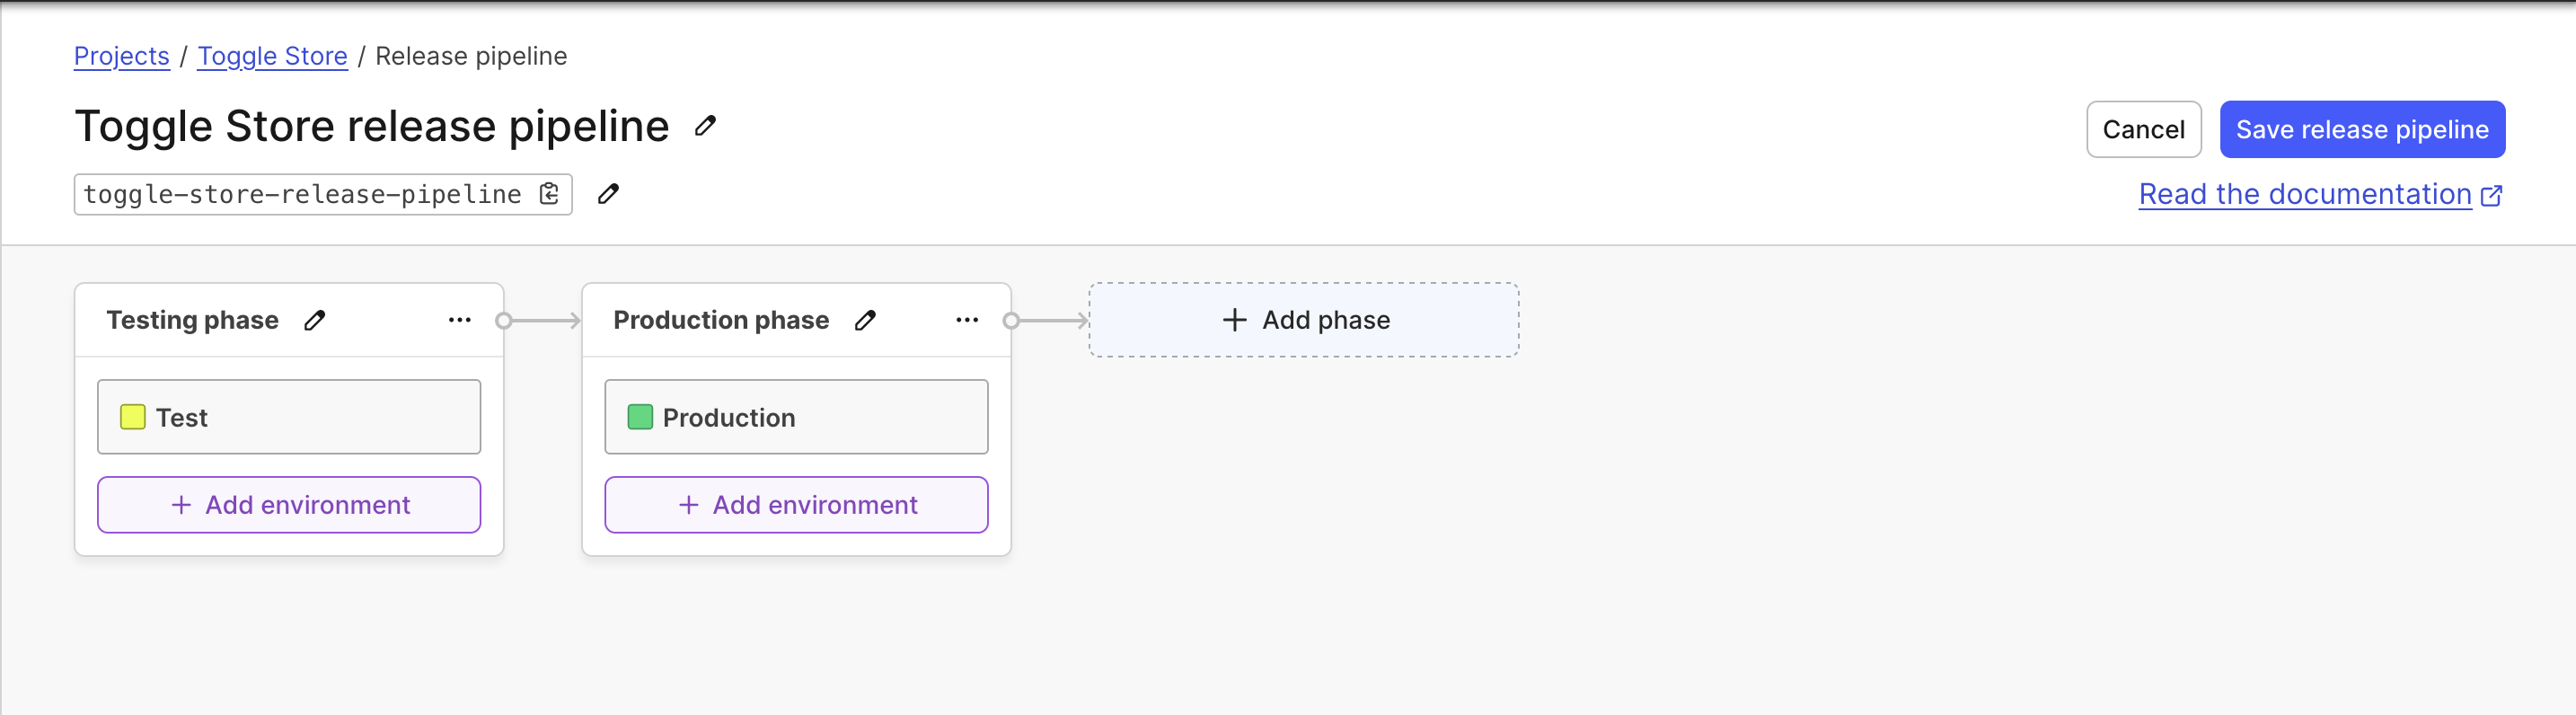 Projects / Toggle Store / Release pipeline
Toggle Store release pipeline
Cancel
Save release pipeline
toggle-store-release-pipeline
Read the documentation
Testing phase
Production phase
+ Add phase
Test
Production
+ Add environment
+ Add environment